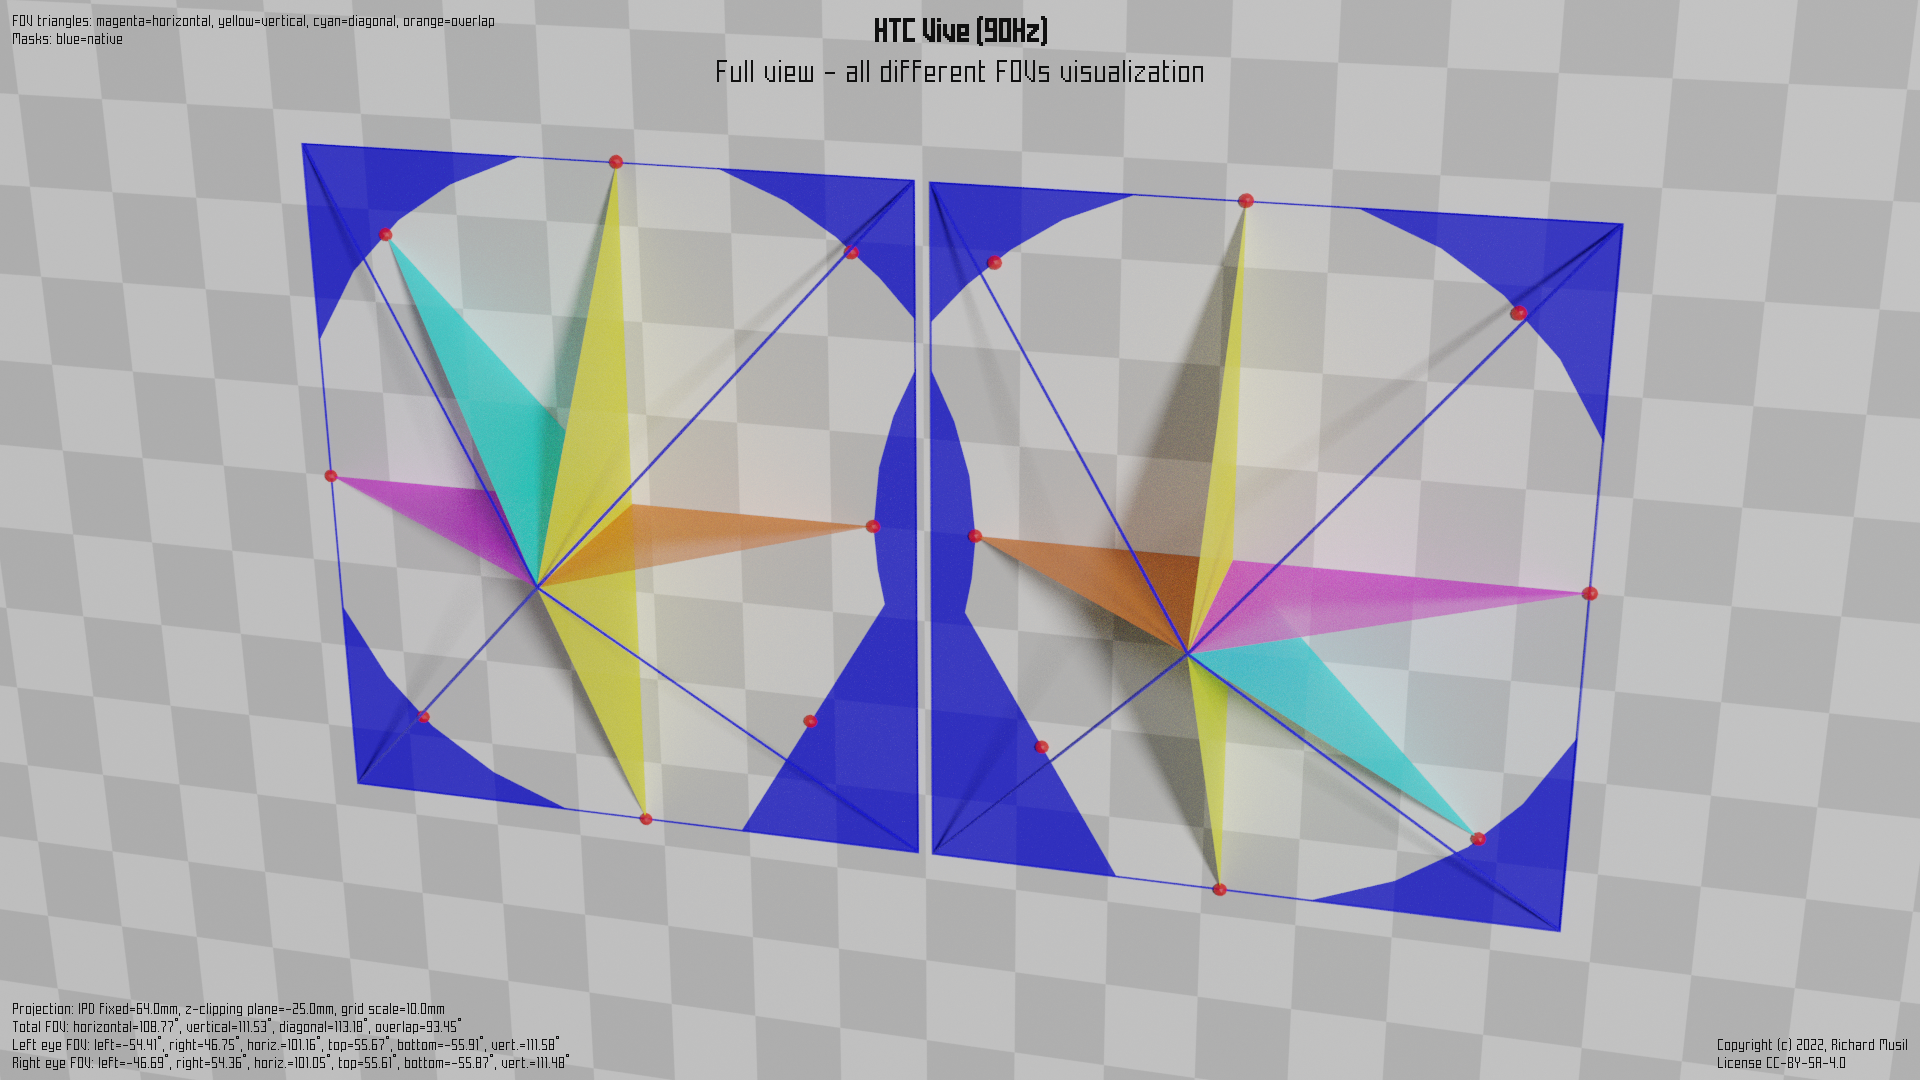 FOV triangles: magenta=horizontal, yellow=vertical, cyan=diagonal, orange=overlap
Masks: blue=native
HTC Vive (90Hz)
Full view - all different FOVs visualization
Projection: IPD fixed=64.0mm, z-clipping plane=-25.0mm, grid scale=10.0mm
Total FOV: horizontal=108.77°, vertical=111.53°, diagonal=113.18°, overlap=93.45°
Left eye FOV: left=-54.41°, right=46.75°, horiz.=101.16°, top=55.67°, bottom=-55.91°, vert.=111.58°
Right eye FOV: left=-46.69°, right=54.36°, horiz.=101.05°, top=55.61°, bottom=-55.87°, vert.=111.48°
Copyright (c) 2022, Richard Musil
License CC-BY-SA-4.0